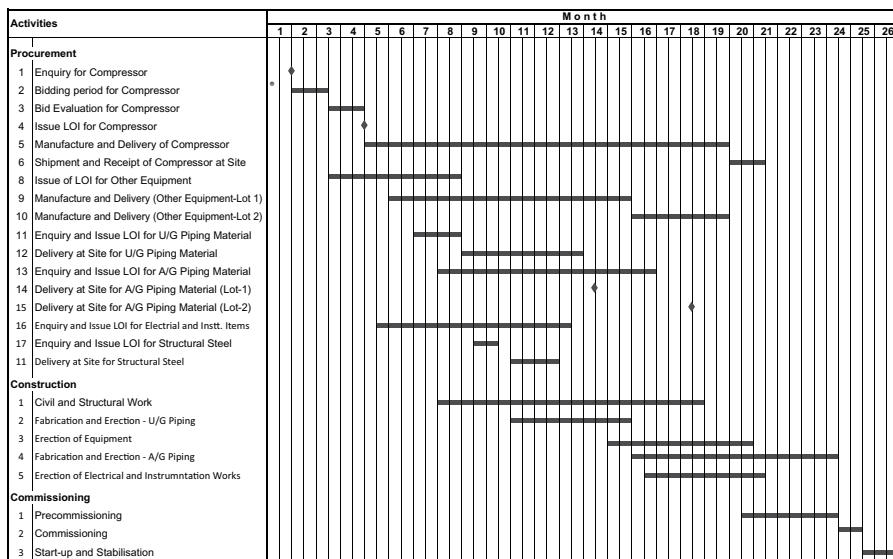 Activities
Month
1 2 3 4 5 6 7 8 9 10 11 12 13 14 15 16 17 18 19 20 21 22 23 24 25 26
Procurement
1 Enquiry for Compressor
2 Bidding period for Compressor
3 Bid Evaluation for Compressor
4 Issue LOI for Compressor
5 Manufacture and Delivery of Compressor
6 Shipment and Receipt of Compressor at Site
8 Issue of LOI for Other Equipment
9 Manufacture and Delivery (Other Equipment-Lot 1)
10 Manufacture and Delivery (Other Equipment-Lot 2)
11 Enquiry and Issue LOI for U/G Piping Material
12 Delivery at Site for U/G Piping Material
13 Enquiry and Issue LOI for A/G Piping Material
14 Delivery at Site for A/G Piping Material (Lot-1)
15 Delivery at Site for A/G Piping Material (Lot-2)
16 Enquiry and Issue LOI for Electrial and Instt. Items
17 Enquiry and Issue LOI for Structural Steel
11 Delivery at Site for Structural Steel
Construction
1 Civil and Structural Work
2 Fabrication and Erection - U/G Piping
3 Erection of Equipment
4 Fabrication and Erection - A/G Piping
5 Erection of Electrical and Instrumntation Works
Commissioning
1 Precommissioning
2 Commissioning
3 Start-up and Stabilisation